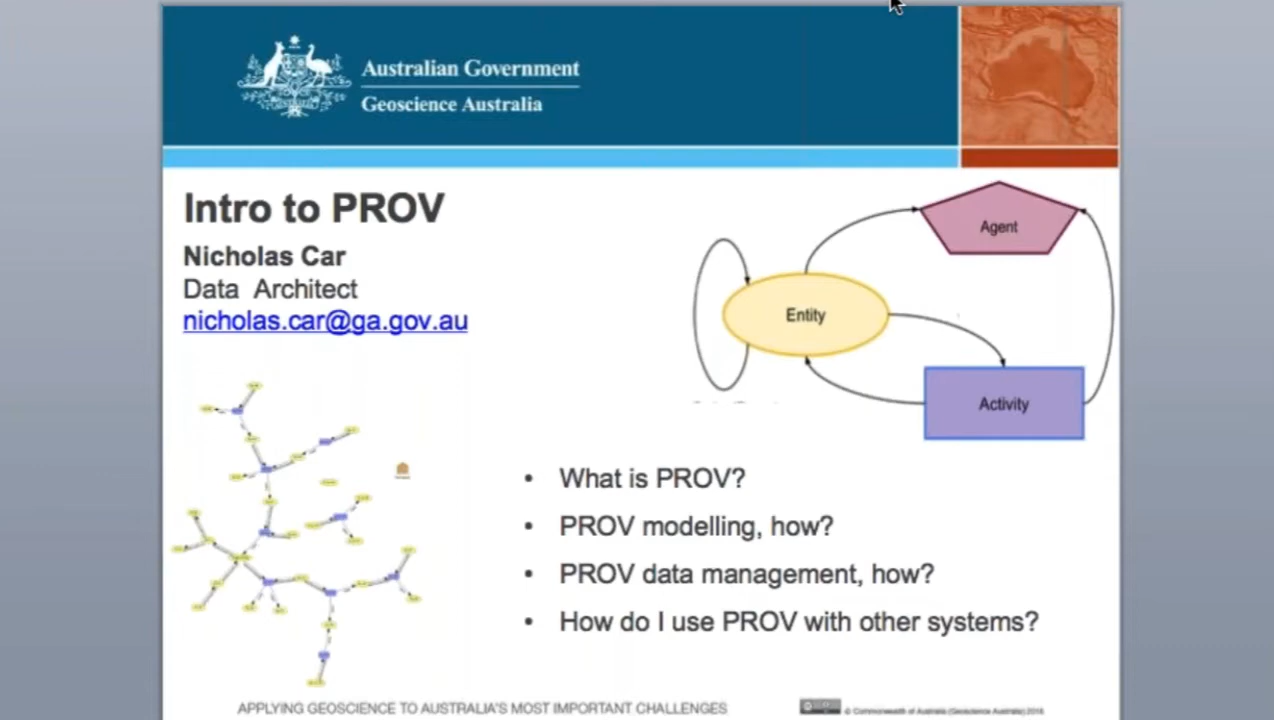 Australian Government
Geoscience Australia
Intro to PROV
Nicholas Car
Data Architect
nicholas.car@ga.gov.au
Agent
Entity
Activity
• What is PROV?
• PROV modelling, how?
• PROV data management, how?
• How do I use PROV with other systems?
APPLYING GEOSCIENCE TO AUSTRALIA'S MOST IMPORTANT CHALLENGES
© Commonwealth of Australia (Geoscience Australia)